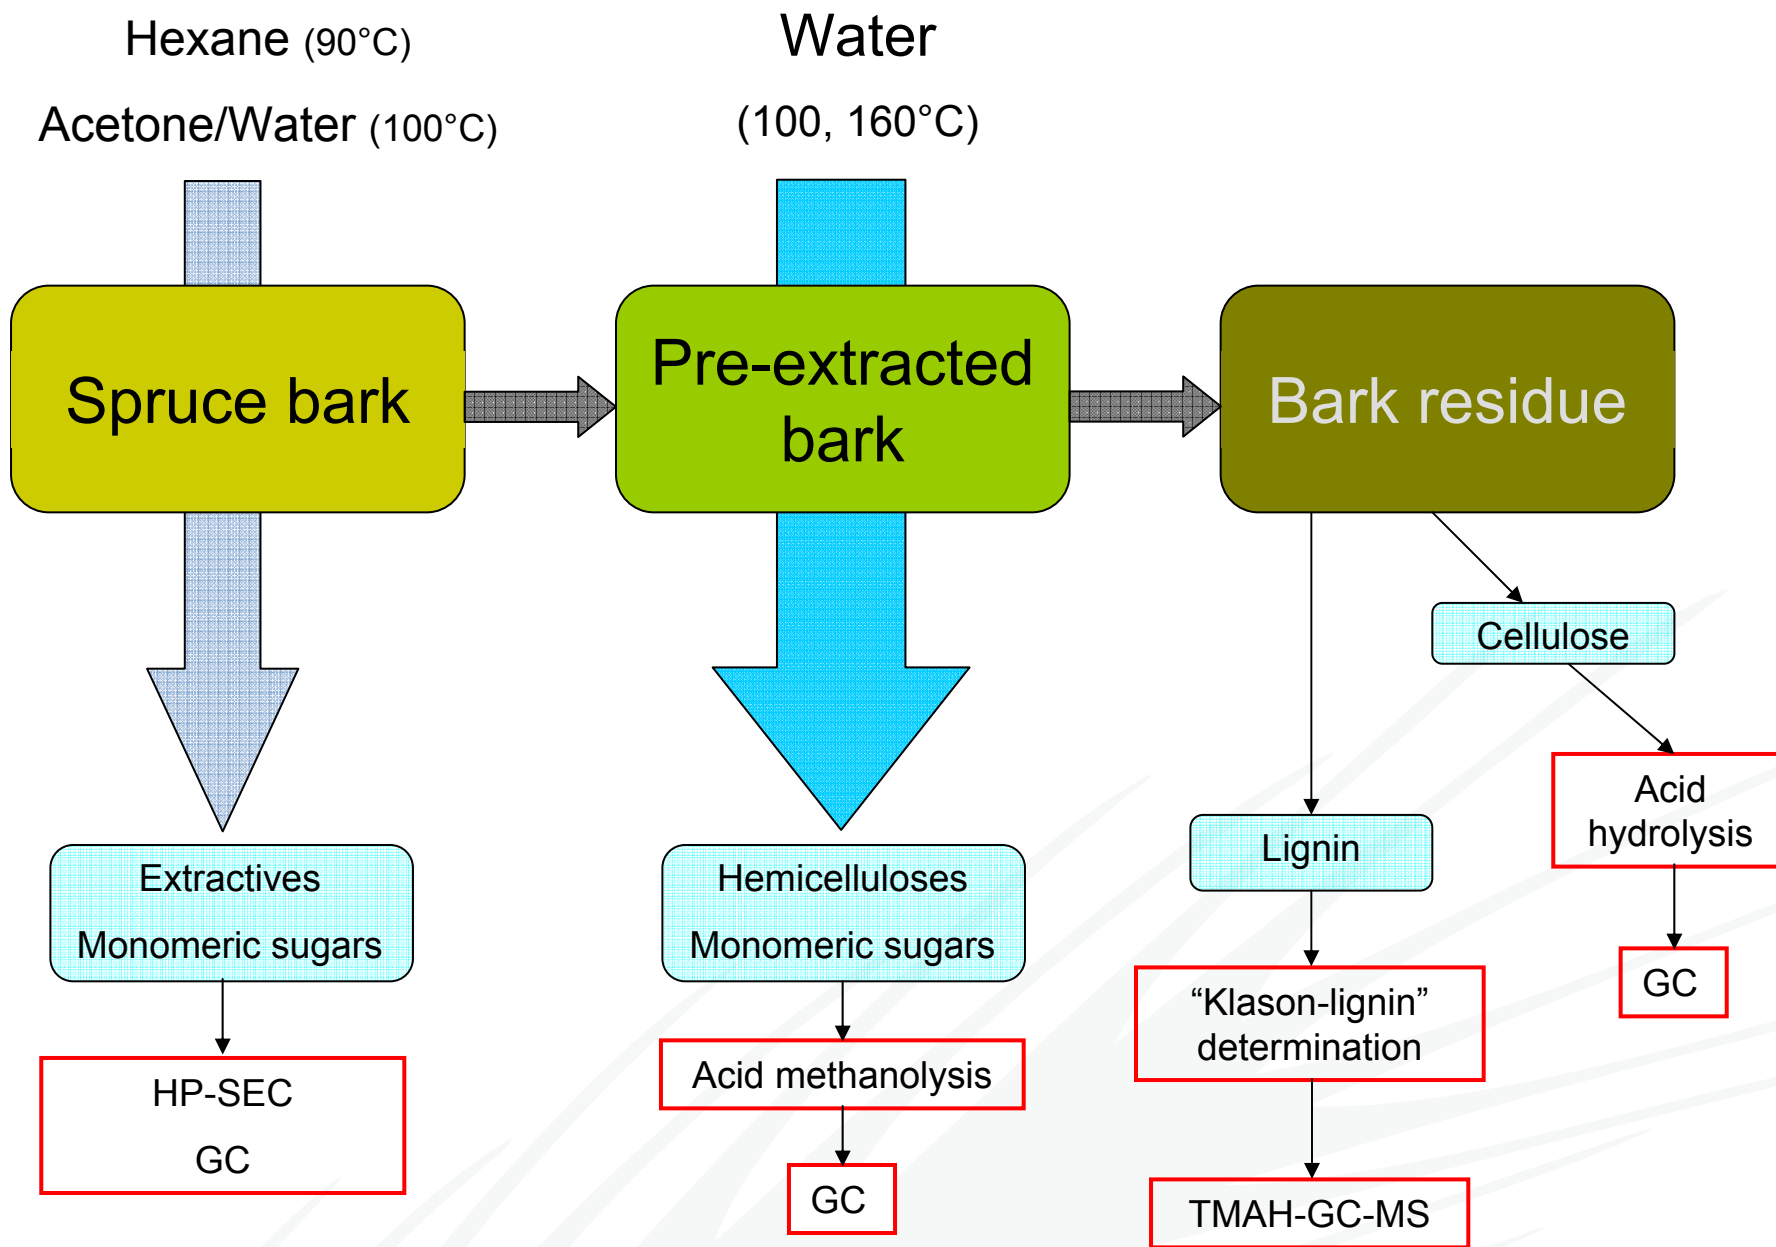 Hexane (90°C)
Acetone/Water (100°C)
Water
(100, 160°C)
Spruce bark
Pre-extracted
bark
Bark residue
Extractives
Monomeric sugars
HP-SEC
GC
Hemicelluloses
Monomeric sugars
Acid methanolysis
GC
Lignin
“Klason-lignin”
determination
TMAH-GC-MS
Cellulose
Acid
hydrolysis
GC